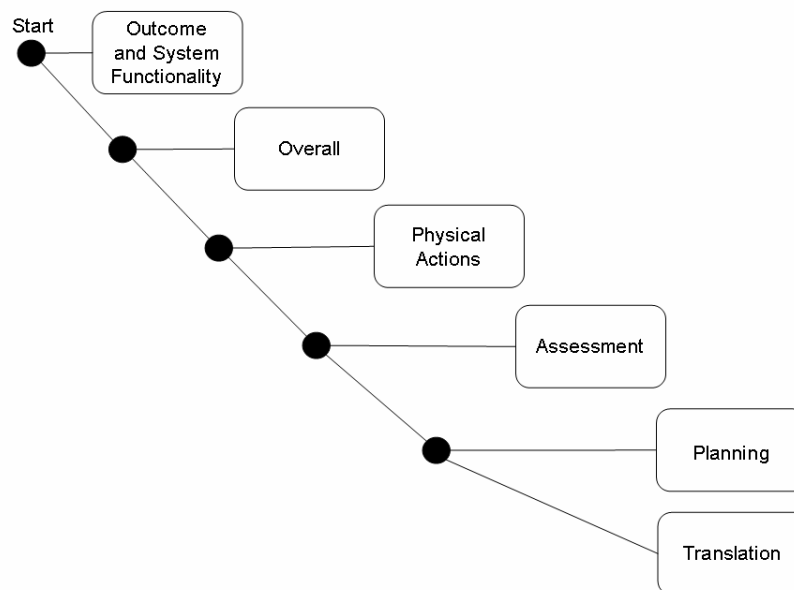 Start
Outcome
and System
Functionality
Overall
Physical
Actions
Assessment
Planning
Translation